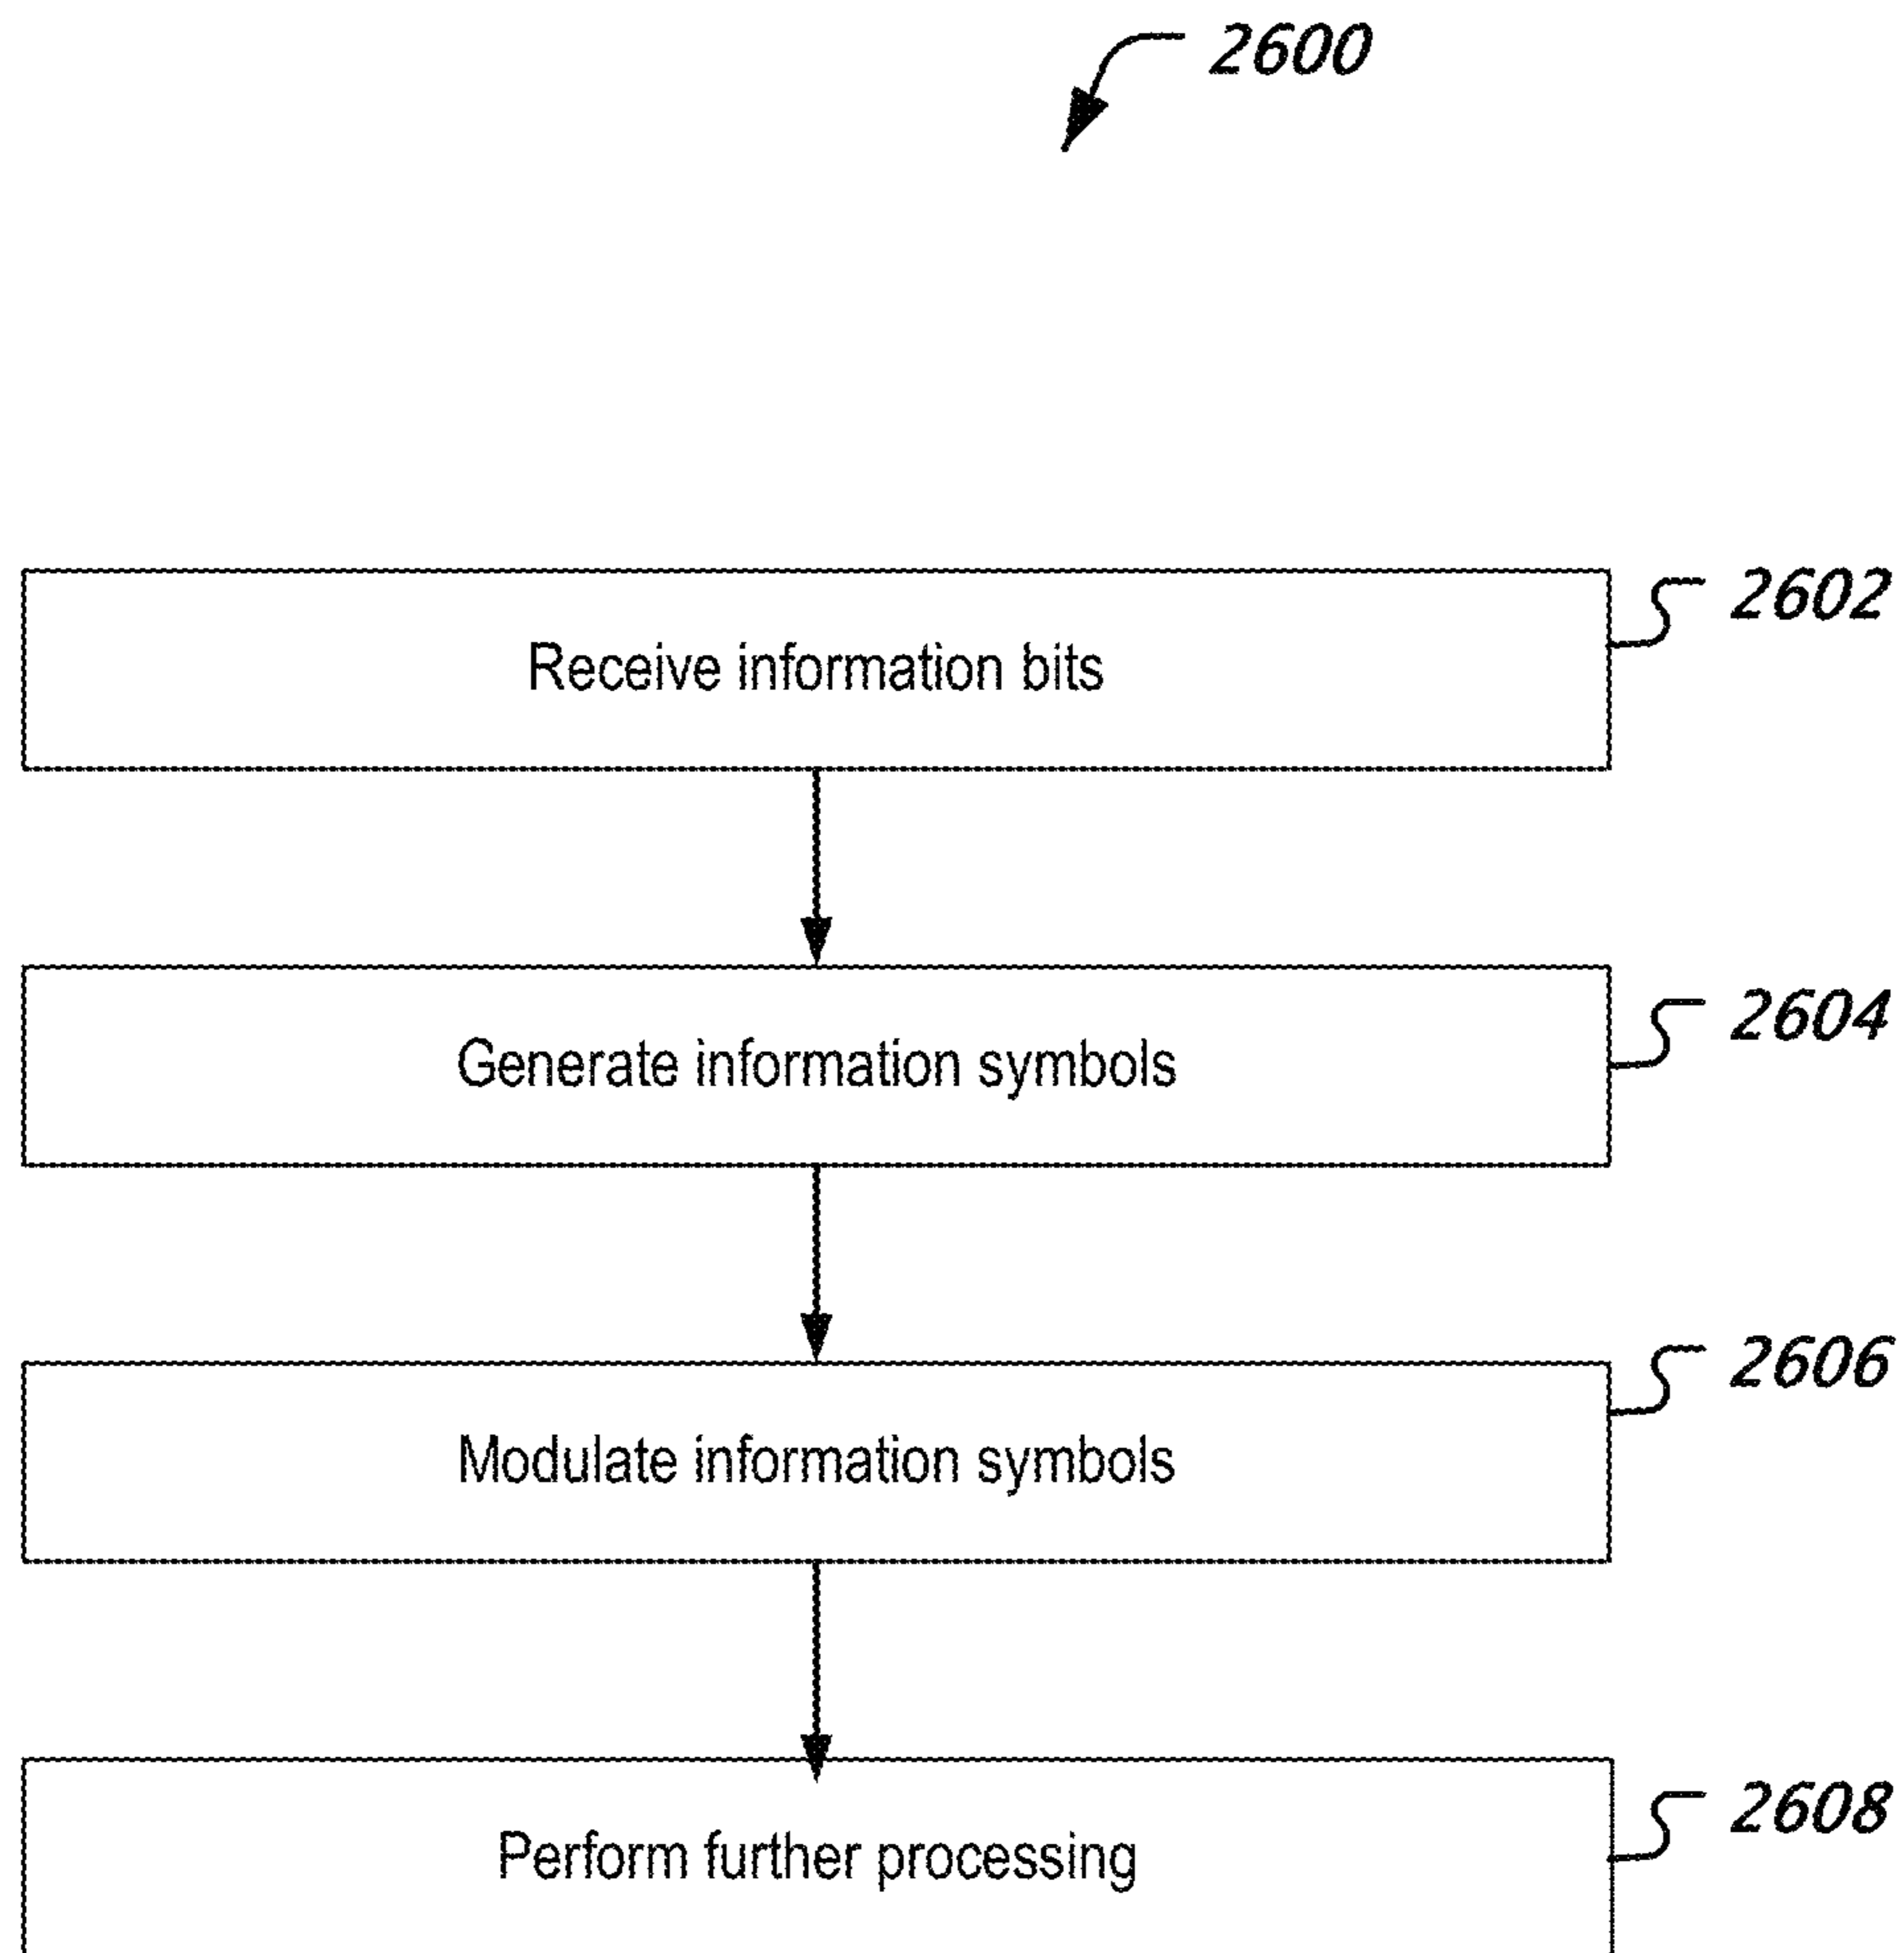 2600
Receive information bits
2602
Generate information symbols
2604
Modulate information symbols
2606
Perform further processing
2608